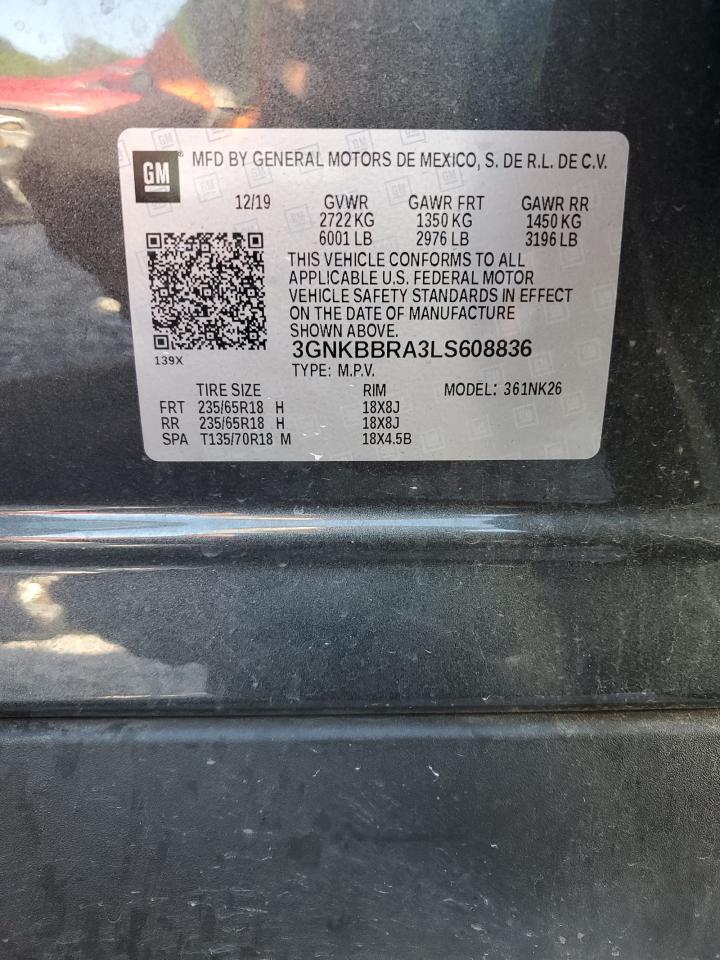 GM ® MFD BY GENERAL MOTORS DE MEXICO, S. DE R.L. DE C.V.
12/19 GVWR GAWR FRT GAWR RR
2722 KG 1350 KG 1450 KG
6001 LB 2976 LB 3196 LB
THIS VEHICLE CONFORMS TO ALL
APPLICABLE U.S. FEDERAL MOTOR
VEHICLE SAFETY STANDARDS IN EFFECT
ON THE DATE OF MANUFACTURE
SHOWN ABOVE.
3GNKBBRA3LS608836
139X
TYPE: M.P.V.
TIRE SIZE RIM MODEL: 361NK26
FRT 235/65R18 H 18X8J
RR 235/65R18 H 18X8J
SPA T135/70R18 M 18X4.5B